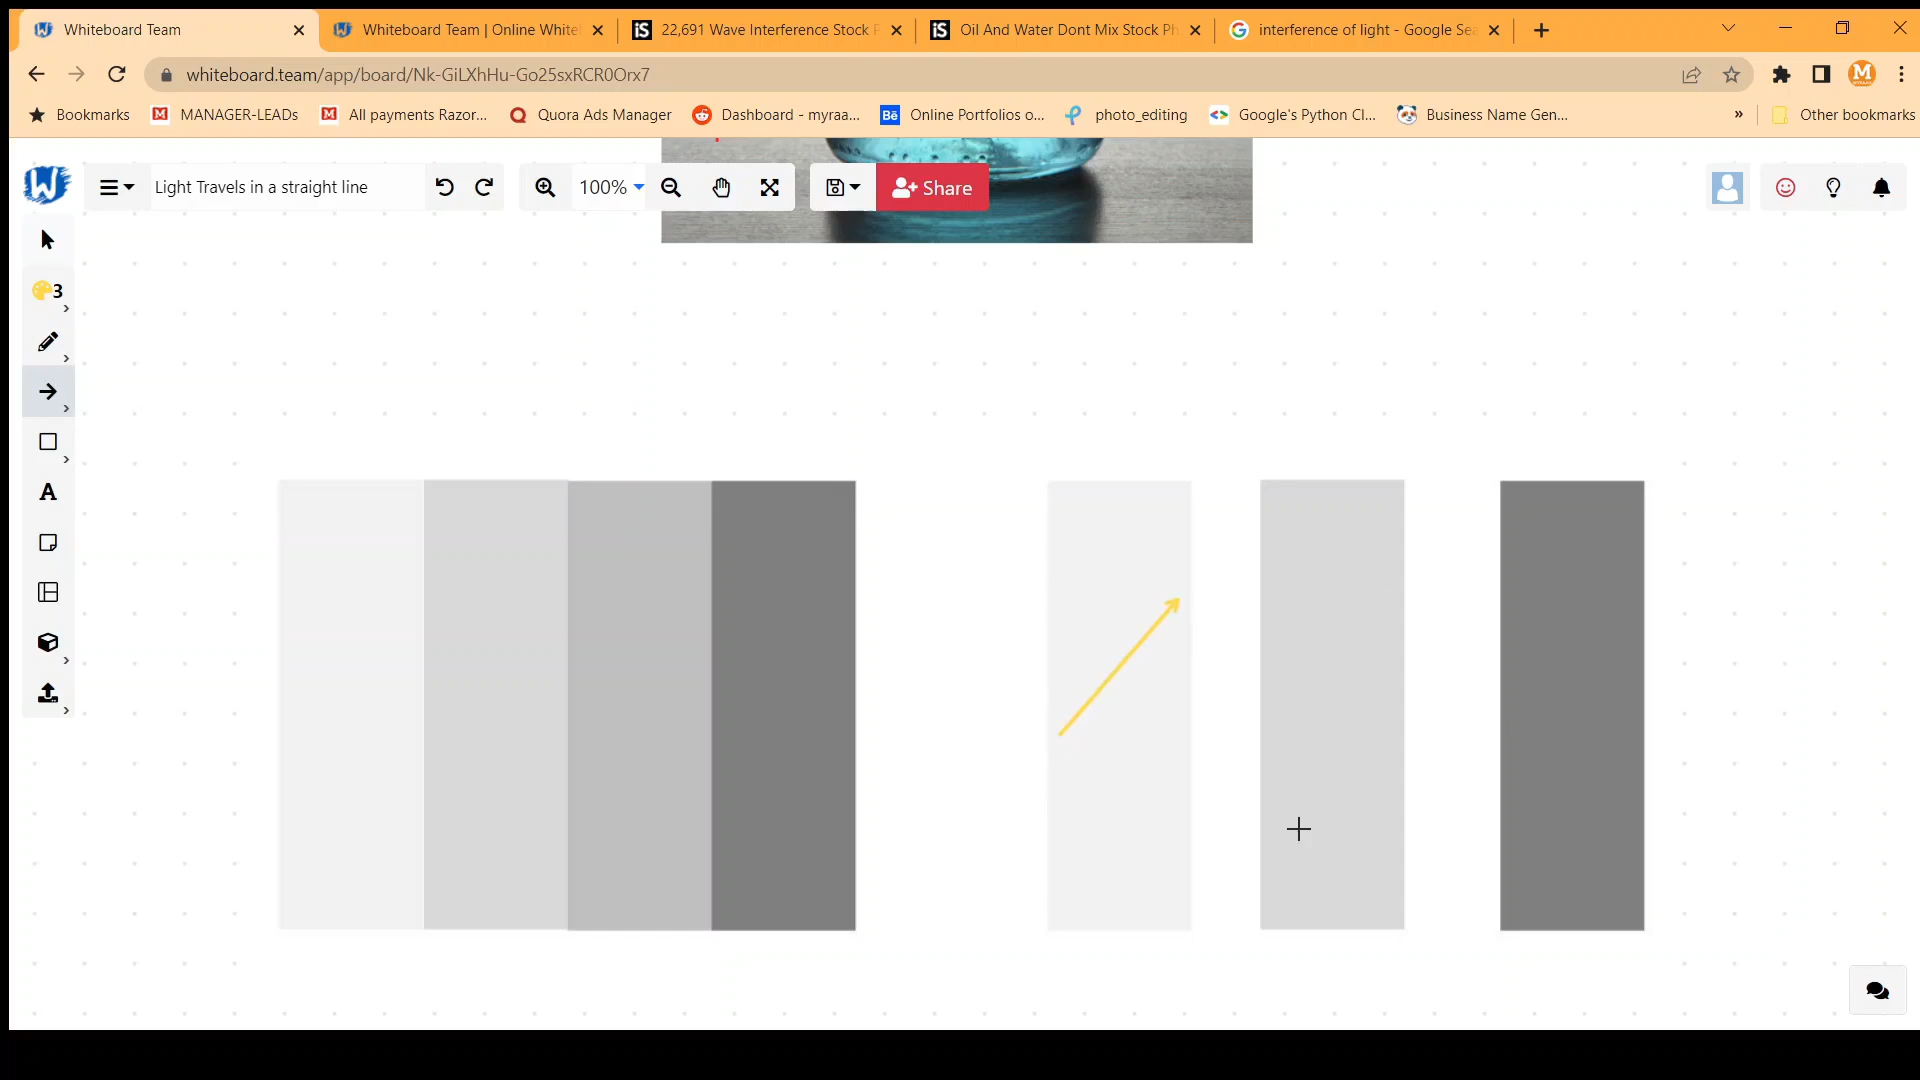 Whiteboard Team
Whiteboard Team | Online White
22,691 Wave Interference Stock P
Oil And Water Dont Mix Stock Ph
interference of light - Google Sea
whiteboard.team/app/board/Nk-GiLXhHu-Go25sxRCR0Orx7
M
Bookmarks
MANAGER-LEADs
All payments Razor...
Quora Ads Manager
Dashboard - myraa...
Online Portfolios o...
photo_editing
Google's Python Cl...
Business Name Gen...
»
Other bookmarks
Light Travels in a straight line
100%
Share
3
A